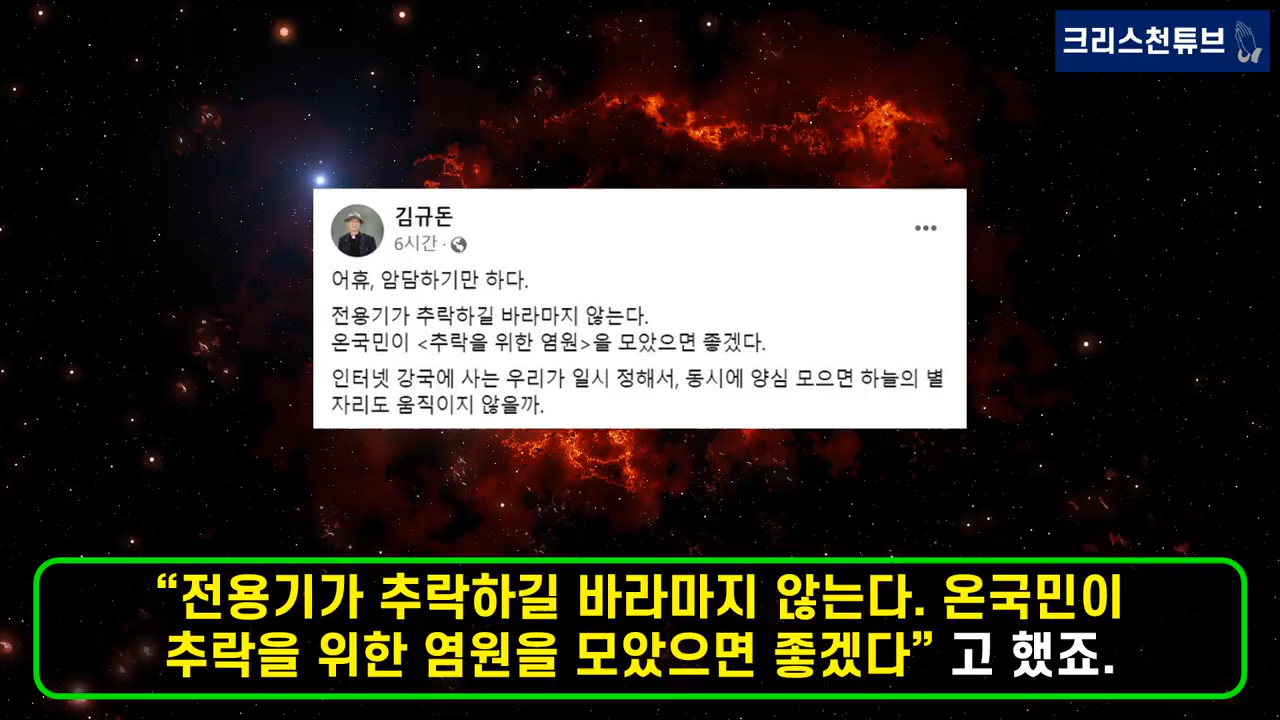 크리스천튜브
김규돈
6시간 ·
어휴, 암담하기만 하다.
전용기가 추락하길 바라마지 않는다.
온국민이 <추락을 위한 염원>을 모았으면 좋겠다.
인터넷 강국에 사는 우리가 일시 정해서, 동시에 양심 모으면 하늘의 별
자리도 움직이지 않을까.
“전용기가 추락하길 바라마지 않는다. 온국민이
추락을 위한 염원을 모았으면 좋겠다” 고 했죠.